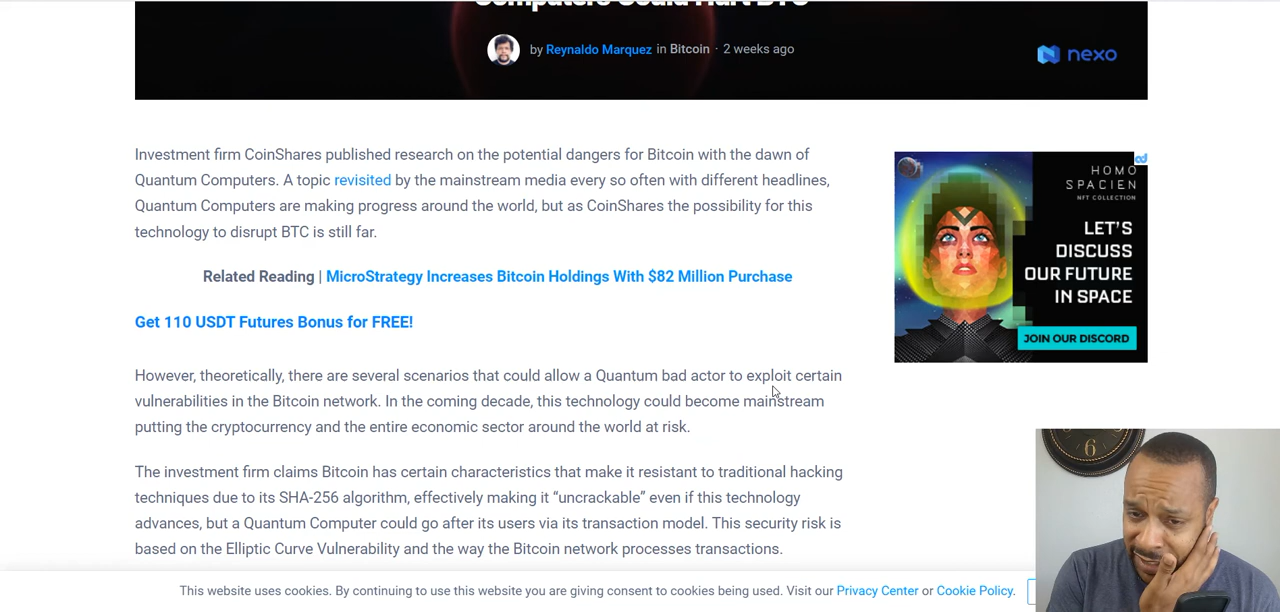 Computers Could Hurt BTC
by Reynaldo Marquez in Bitcoin · 2 weeks ago
nexo
Investment firm CoinShares published research on the potential dangers for Bitcoin with the dawn of
Quantum Computers. A topic revisited by the mainstream media every so often with different headlines,
Quantum Computers are making progress around the world, but as CoinShares the possibility for this
technology to disrupt BTC is still far.
Related Reading | MicroStrategy Increases Bitcoin Holdings With $82 Million Purchase
Get 110 USDT Futures Bonus for FREE!
However, theoretically, there are several scenarios that could allow a Quantum bad actor to exploit certain
vulnerabilities in the Bitcoin network. In the coming decade, this technology could become mainstream
putting the cryptocurrency and the entire economic sector around the world at risk.
The investment firm claims Bitcoin has certain characteristics that make it resistant to traditional hacking
techniques due to its SHA-256 algorithm, effectively making it “uncrackable” even if this technology
advances, but a Quantum Computer could go after its users via its transaction model. This security risk is
based on the Elliptic Curve Vulnerability and the way the Bitcoin network processes transactions.
HOMO
SPACIEN
NFT COLLECTION
LET'S
DISCUSS
OUR FUTURE
IN SPACE
JOIN OUR DISCORD
6
This website uses cookies. By continuing to use this website you are giving consent to cookies being used. Visit our Privacy Center or Cookie Policy.